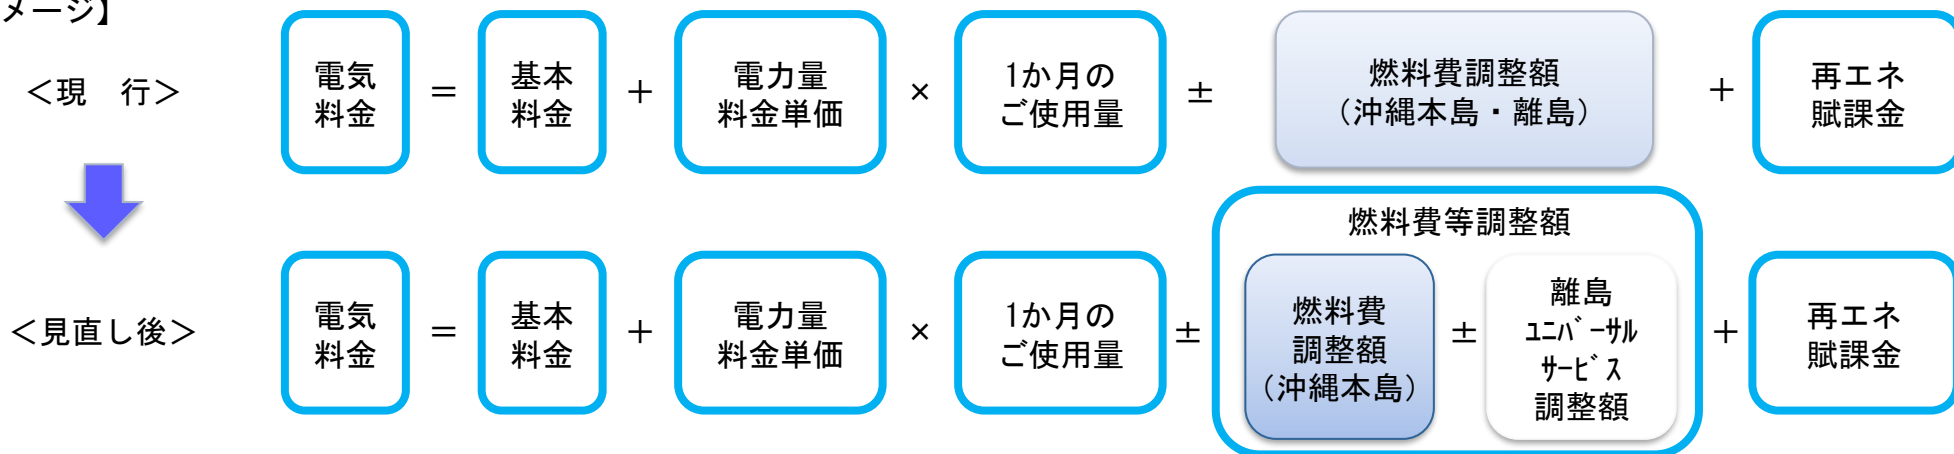 メージ】
＜現　行＞
電気
料金
＝
基本
料金
＋
電力量
料金単価
×
1か月の
ご使用量
±
燃料費調整額
（沖縄本島・離島）
＋
再エネ
賦課金
＜見直し後＞
電気
料金
＝
基本
料金
＋
電力量
料金単価
×
1か月の
ご使用量
±
燃料費等調整額
燃料費
調整額
（沖縄本島）
±
離島
ﾕﾆﾊﾞｰｻﾙ
ｻｰﾋﾞｽ
調整額
＋
再エネ
賦課金